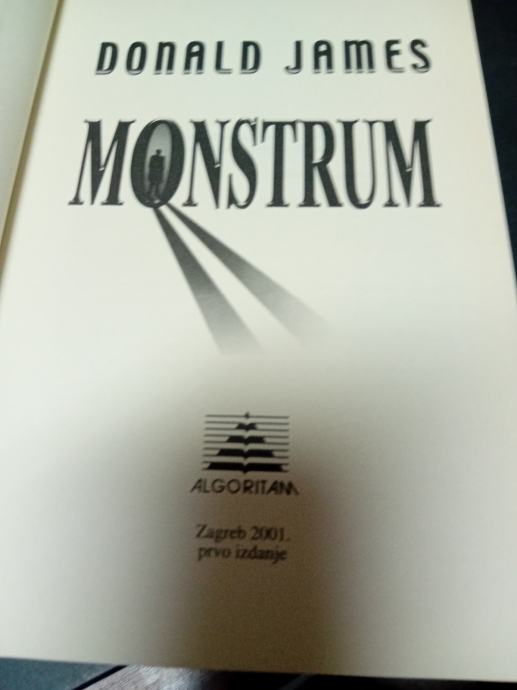 DONALD JAMES
MONSTRUM
ALGORITAM
Zagreb 2001.
prvo izdanje